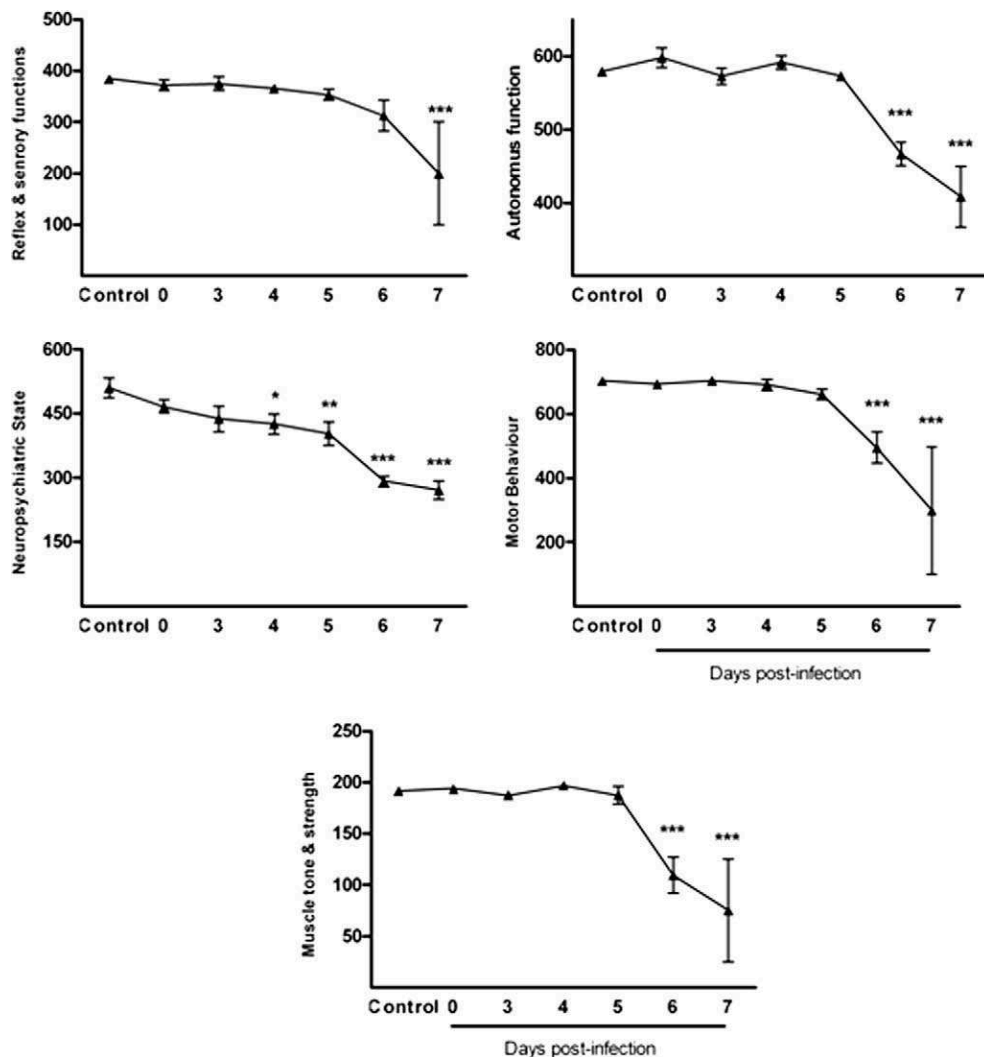 Reflex & senrory functions
500
400
300
200
100
***
Control 0 3 4 5 6 7
Autonomus function
600
500
400
***
***
Control 0 3 4 5 6 7
Neuropsychiatric State
600
450
300
150
*
**
***
***
Control 0 3 4 5 6 7
Motor Behaviour
800
600
400
200
***
***
Control 0 3 4 5 6 7
Days post-infection
Muscle tone & strength
250
200
150
100
50
***
***
Control 0 3 4 5 6 7
Days post-infection